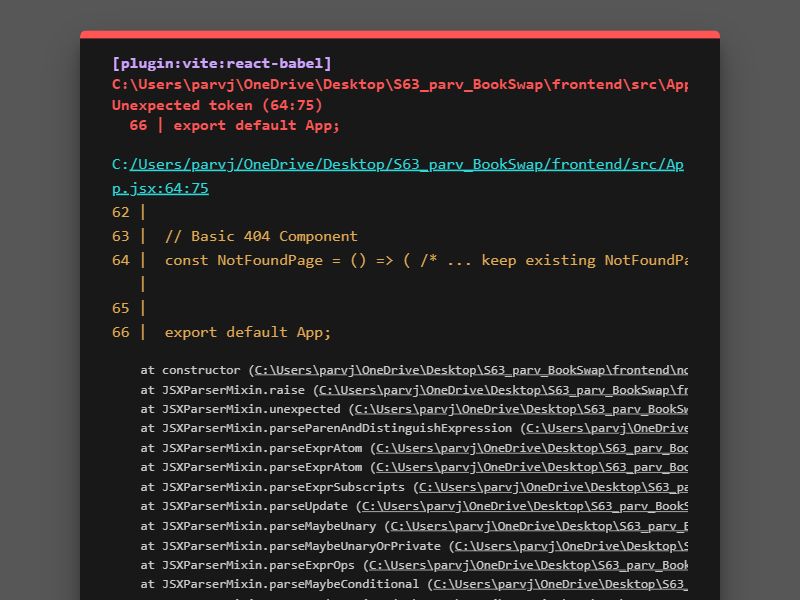 [plugin:vite:react-babel]
C:\Users\parvj\OneDrive\Desktop\S63_parv_BookSwap\frontend\src\App
Unexpected token (64:75)
66 | export default App;
C:/Users/parvj/OneDrive/Desktop/S63_parv_BookSwap/frontend/src/Ap
p.jsx:64:75
62 |
63 | // Basic 404 Component
64 | const NotFoundPage = () => ( /* ... keep existing NotFoundPa
|
65 |
66 | export default App;
at constructor (C:\Users\parvj\OneDrive\Desktop\S63_parv_BookSwap\frontend\no
at JSXParserMixin.raise (C:\Users\parvj\OneDrive\Desktop\S63_parv_BookSwap\fr
at JSXParserMixin.unexpected (C:\Users\parvj\OneDrive\Desktop\S63_parv_BookSw
at JSXParserMixin.parseParenAndDistinguishExpression (C:\Users\parvj\OneDrive
at JSXParserMixin.parseExprAtom (C:\Users\parvj\OneDrive\Desktop\S63_parv_Boo
at JSXParserMixin.parseExprAtom (C:\Users\parvj\OneDrive\Desktop\S63_parv_Boo
at JSXParserMixin.parseExprSubscripts (C:\Users\parvj\OneDrive\Desktop\S63_pa
at JSXParserMixin.parseUpdate (C:\Users\parvj\OneDrive\Desktop\S63_parv_BookS
at JSXParserMixin.parseMaybeUnary (C:\Users\parvj\OneDrive\Desktop\S63_parv_B
at JSXParserMixin.parseMaybeUnaryOrPrivate (C:\Users\parvj\OneDrive\Desktop\S
at JSXParserMixin.parseExprOps (C:\Users\parvj\OneDrive\Desktop\S63_parv_Book
at JSXParserMixin.parseMaybeConditional (C:\Users\parvj\OneDrive\Desktop\S63_